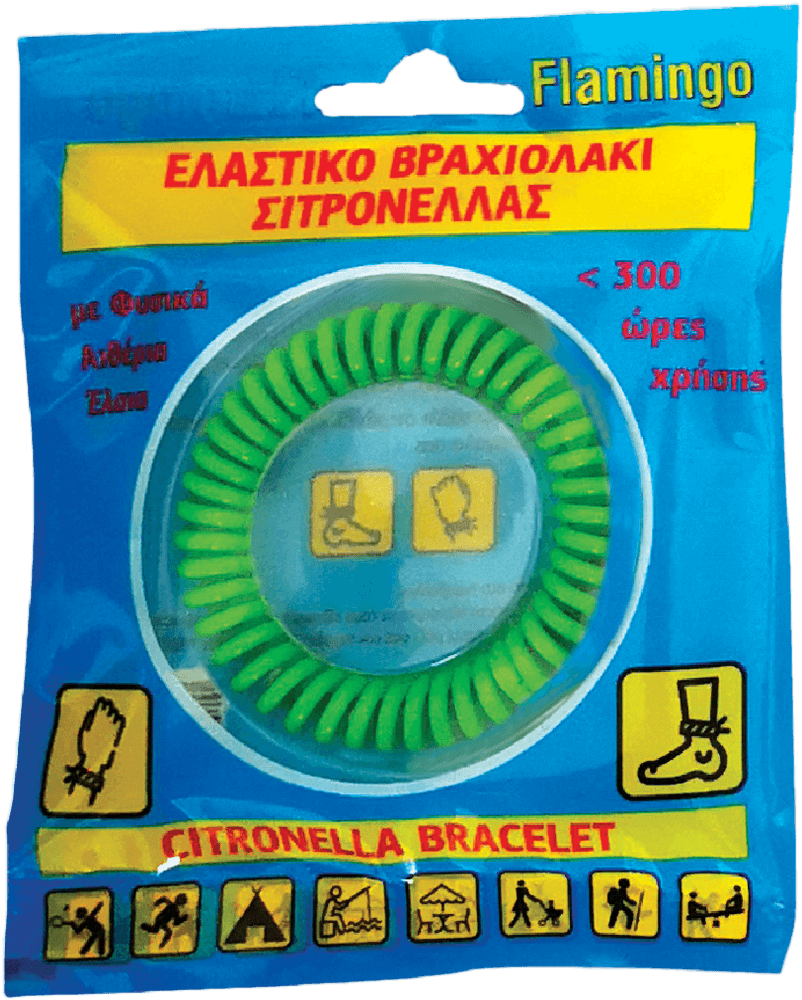 Flamingo
ΕΛΑΣΤΙΚΟ ΒΡΑΧΙΟΛΑΚΙ
ΣΙΤΡΟΝΕΛΛΑΣ
με Φυσικά
Αιθέρια
Έλαια
< 300
ώρες
χρήσης
CITRONELLA BRACELET